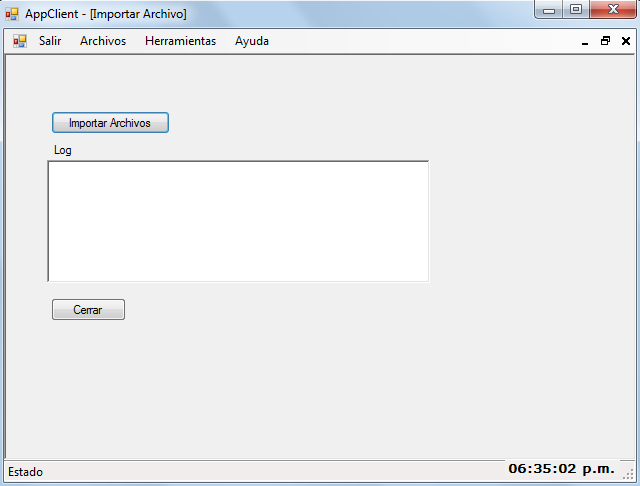 AppClient - [Importar Archivo]
Salir Archivos Herramientas Ayuda
Importar Archivos
Log
Cerrar
Estado
06:35:02 p.m.